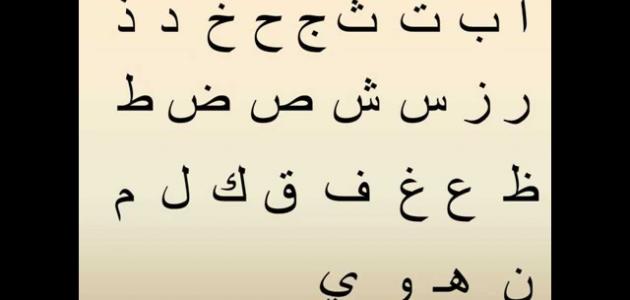 ا ب ت ث ج ح خ د ذ
ر ز س ش ص ض ط
ظ ع غ ف ق ك ل م
ن هـ و ي